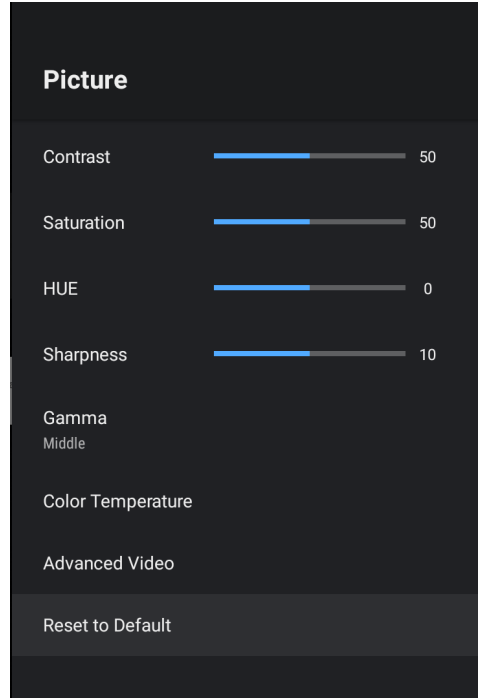 Picture
Contrast 50
Saturation 50
HUE 0
Sharpness 10
Gamma
Middle
Color Temperature
Advanced Video
Reset to Default